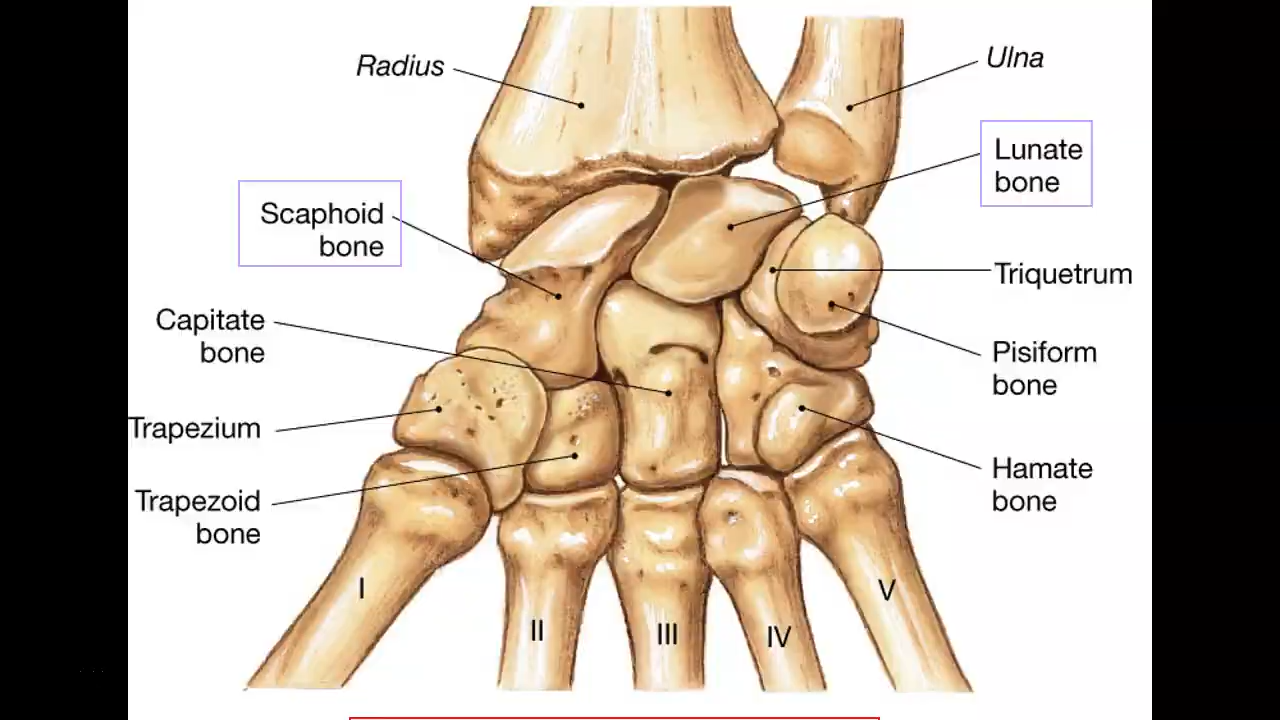 Radius
Ulna
Lunate
bone
Scaphoid
bone
Triquetrum
Capitate
bone
Pisiform
bone
Trapezium
Hamate
bone
Trapezoid
bone
I
II
III
IV
V